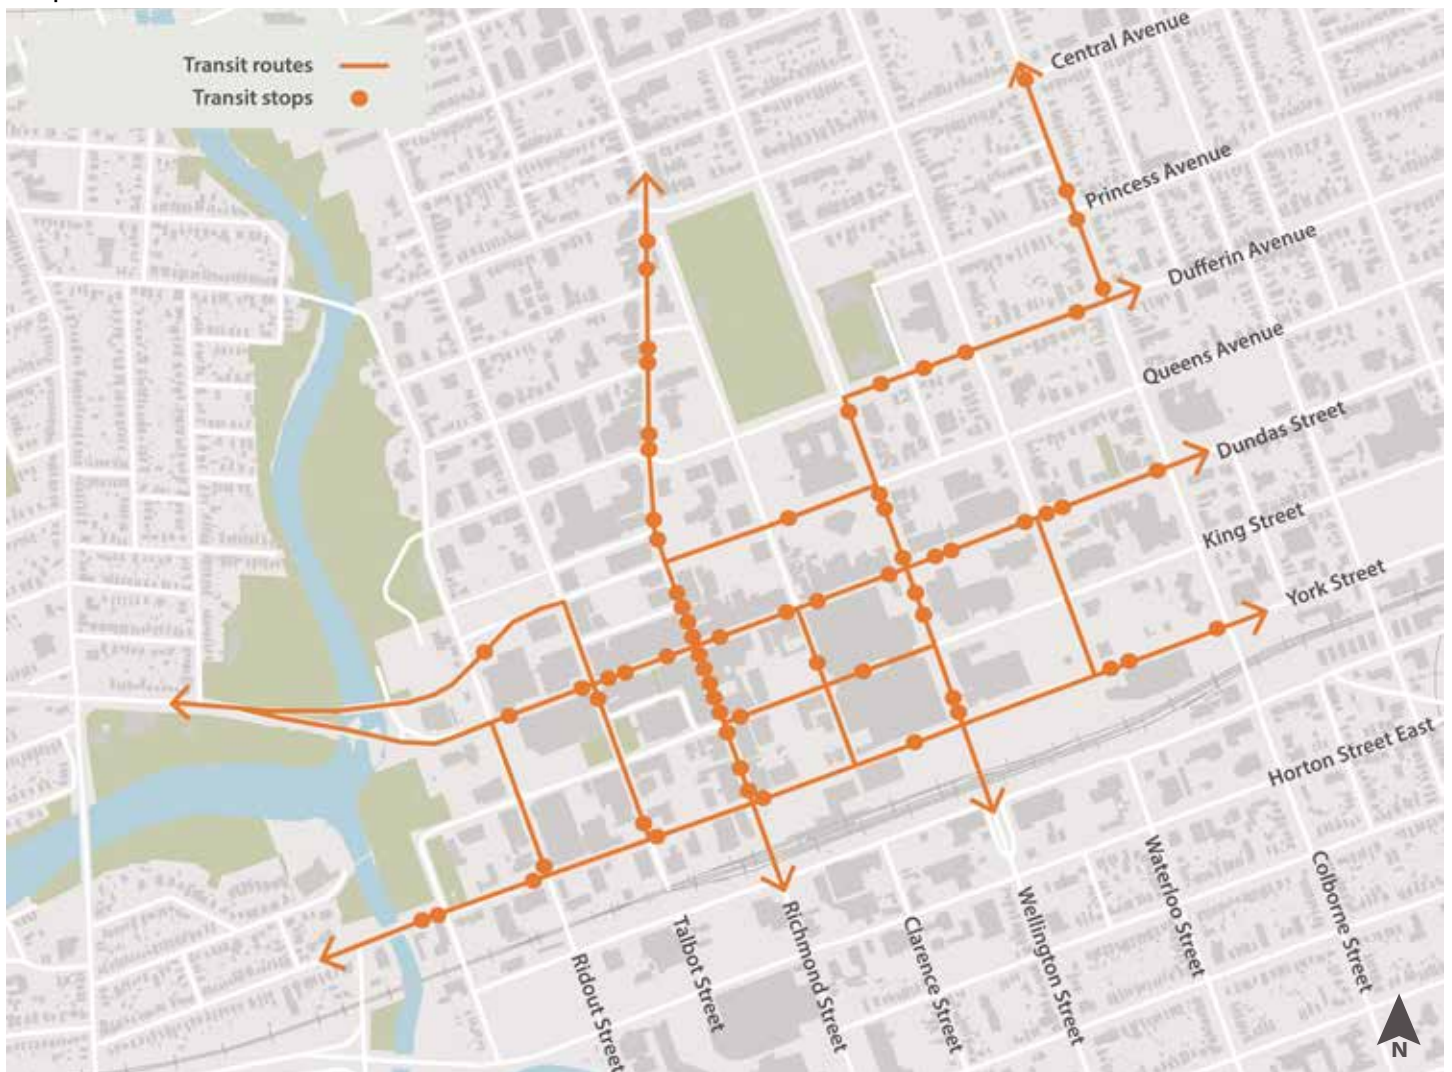 Transit routes
Transit stops
Central Avenue
Princess Avenue
Dufferin Avenue
Queens Avenue
Dundas Street
King Street
York Street
Horton Street East
Ridout Street
Talbot Street
Richmond Street
Clarence Street
Wellington Street
Waterloo Street
Colborne Street
N